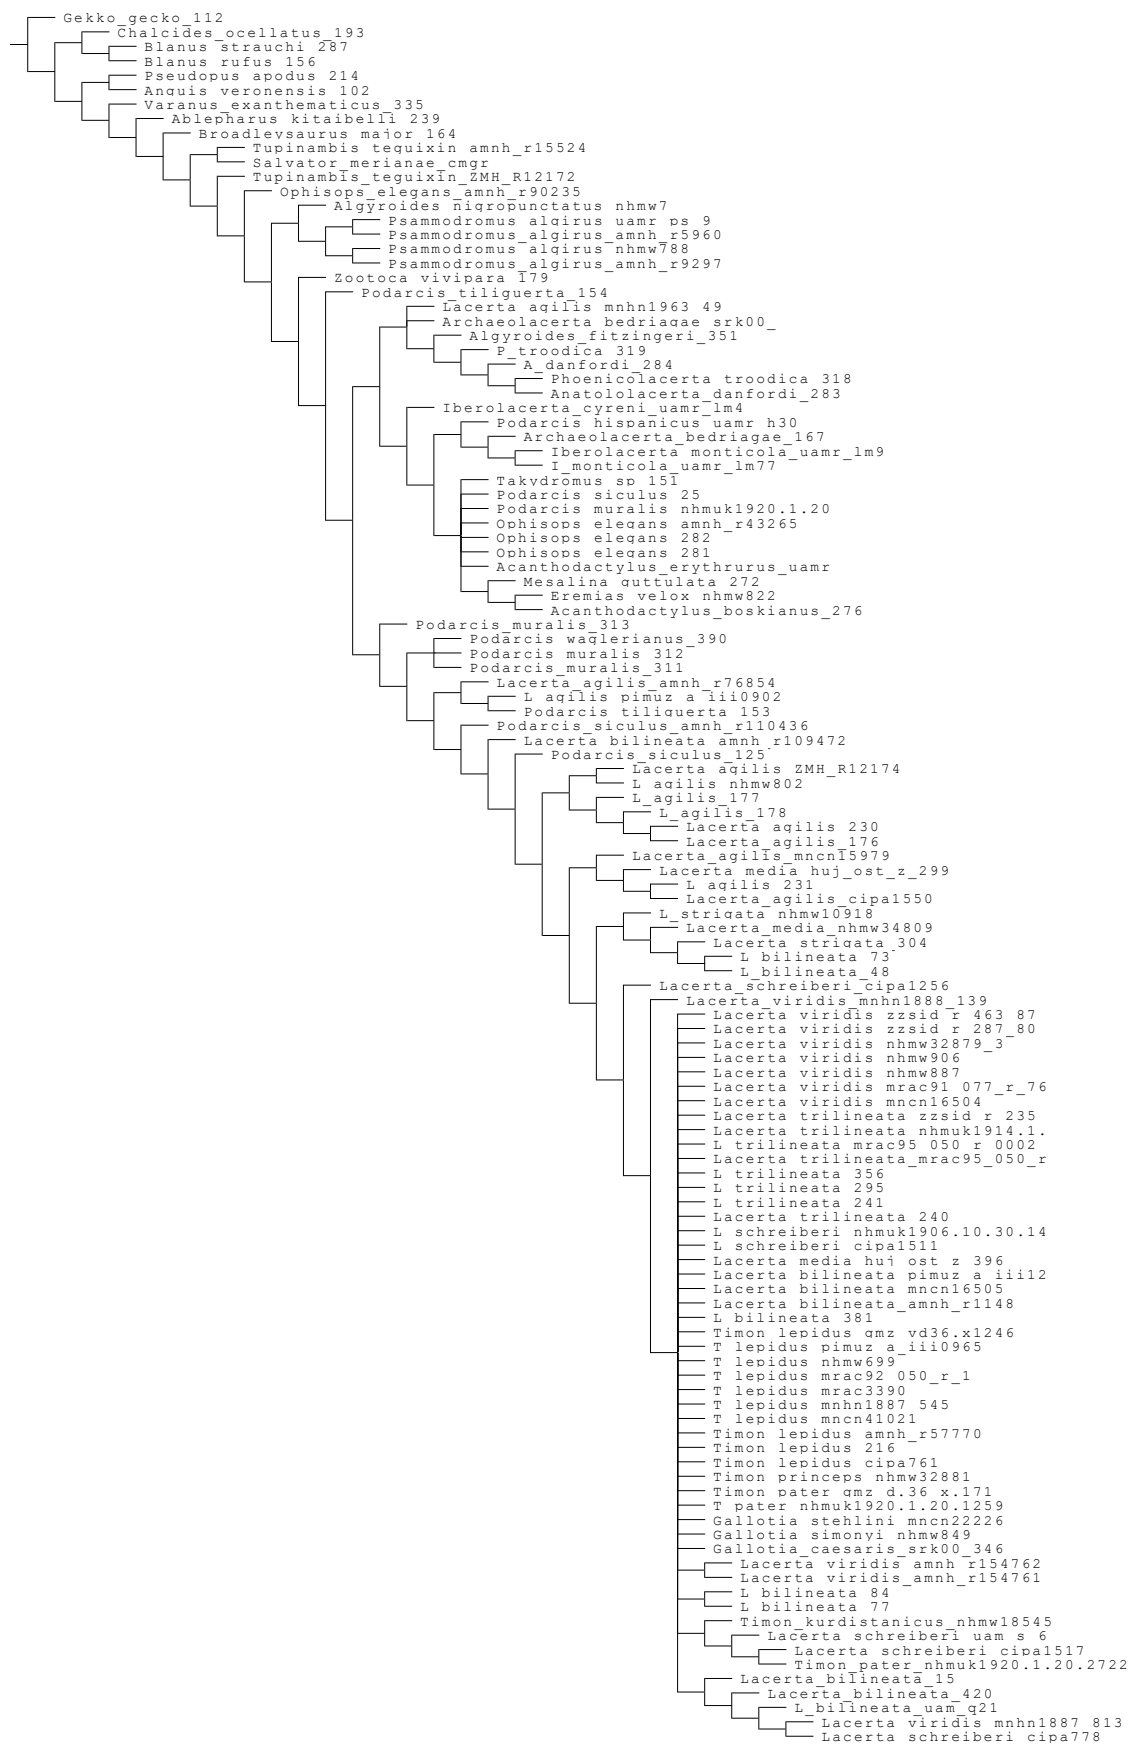 Gekko_gecko_112
Chalcides_ocellatus_193
Blanus_strauchi_287
Blanus_rufus_156
Pseudopus_apodus_214
Anguis_veronensis_102
Varanus_exanthematicus_335
Ablepharus_kitaibelli_239
Broadleysaurus_major_164
Tupinambis_teguixin_amnh_r15524
Salvator_merianae_cmgr
Tupinambis_teguixin_ZMH_R12172
Ophisops_elegans_amnh_r90235
Algyroides_nigropunctatus_nhmw7
Psammodromus_algirus_uamr_ps_9
Psammodromus_algirus_amnh_r5960
Psammodromus_algirus_nhmw788
Psammodromus_algirus_amnh_r9297
Zootoca_vivipara_179
Podarcis_tiliguerta_154
Lacerta_agilis_mnhn1963_49
Archaeolacerta_bedriagae_srk00_
Algyroides_fitzingeri_351
P_troodica_319
A_danfordi_284
Phoenicolacerta_troodica_318
Anatololacerta_danfordi_283
Iberolacerta_cyreni_uamr_lm4
Podarcis_hispanicus_uamr_h30
Archaeolacerta_bedriagae_167
Iberolacerta_monticola_uamr_lm9
I_monticola_uamr_lm77
Takydromus_sp_151
Podarcis_siculus_25
Podarcis_muralis_nhmuk1920.1.20
Ophisops_elegans_amnh_r43265
Ophisops_elegans_282
Ophisops_elegans_281
Acanthodactylus_erythrurus_uamr
Mesalina_guttulata_272
Eremias_velox_nhmw822
Acanthodactylus_boskianus_276
Podarcis_muralis_313
Podarcis_waglerianus_390
Podarcis_muralis_312
Podarcis_muralis_311
Lacerta_agilis_amnh_r76854
L_agilis_pimuz_a_iii0902
Podarcis_tiliguerta_153
Podarcis_siculus_amnh_r110436
Lacerta_bilineata_amnh_r109472
Podarcis_siculus_125
Lacerta_agilis_ZMH_R12174
L_agilis_nhmw802
L_agilis_177
L_agilis_178
Lacerta_agilis_230
Lacerta_agilis_176
Lacerta_agilis_mncn15979
Lacerta_media_huj_ost_z_299
L_agilis_231
Lacerta_agilis_cipa1550
L_strigata_nhmw10918
Lacerta_media_nhmw34809
Lacerta_strigata_304
L_bilineata_73
L_bilineata_48
Lacerta_schreiberi_cipa1256
Lacerta_viridis_mnhn1888_139
Lacerta_viridis_zzsid_r_463_87
Lacerta_viridis_zzsid_r_287_80
Lacerta_viridis_nhmw32879_3
Lacerta_viridis_nhmw906
Lacerta_viridis_nhmw887
Lacerta_viridis_mrac91_077_r_76
Lacerta_viridis_mncn16504
Lacerta_trilineata_zzsid_r_235
Lacerta_trilineata_nhmuk1914.1.
L_trilineata_mrac95_050_r_0002
Lacerta_trilineata_mrac95_050_r
L_trilineata_356
L_trilineata_295
L_trilineata_241
Lacerta_trilineata_240
L_schreiberi_nhmuk1906.10.30.14
L_schreiberi_cipa1511
Lacerta_media_huj_ost_z_396
Lacerta_bilineata_pimuz_a_iii12
Lacerta_bilineata_mncn16505
Lacerta_bilineata_amnh_r1148
L_bilineata_381
Timon_lepidus_gmz_vd36.x1246
T_lepidus_pimuz_a_iii0965
T_lepidus_nhmw699
T_lepidus_mrac92_050_r_1
T_lepidus_mrac3390
T_lepidus_mnhn1887_545
T_lepidus_mncn41021
Timon_lepidus_amnh_r57770
Timon_lepidus_216
Timon_lepidus_cipa761
Timon_princeps_nhmw32881
Timon_pater_gmz_d.36_x.171
T_pater_nhmuk1920.1.20.1259
Gallotia_stehlini_mncn22226
Gallotia_simonyi_nhmw849
Gallotia_caesaris_srk00_346
Lacerta_viridis_amnh_r154762
Lacerta_viridis_amnh_r154761
L_bilineata_84
L_bilineata_77
Timon_kurdistanicus_nhmw18545
Lacerta_schreiberi_uam_s_6
Lacerta_schreiberi_cipa1517
Timon_pater_nhmuk1920.1.20.2722
Lacerta_bilineata_15
Lacerta_bilineata_420
L_bilineata_uam_q21
Lacerta_viridis_mnhn1887_813
Lacerta_schreiberi_cipa778